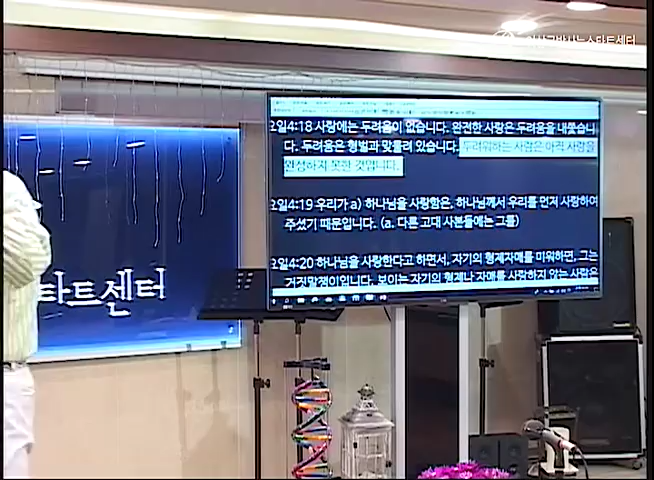 뉴스타트센터
요일4:18 사랑에는 두려움이 없습니다. 완전한 사랑은 두려움을 내쫓습니
다. 두려움은 형벌과 맞물려 있습니다. 두려워하는 사람은 아직 사랑을
완성하지 못한 것입니다.
요일4:19 우리가 a) 하나님을 사랑함은, 하나님께서 우리를 먼저 사랑하여
주셨기 때문입니다. (a. 다른 고대 사본들에는 그를)
요일4:20 하나님을 사랑한다고 하면서, 자기의 형제자매를 미워하면, 그는
거짓말쟁이입니다. 보이는 자기의 형제나 자매를 사랑하지 않는 사람은
타트센터